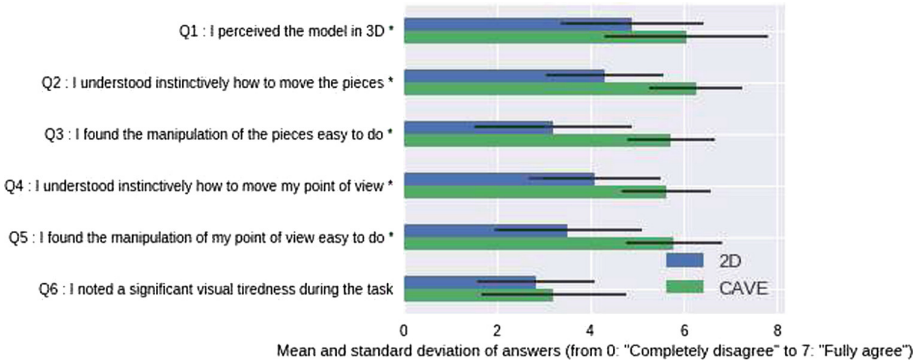 Q1 : I perceived the model in 3D *
Q2 : I understood instinctively how to move the pieces *
Q3 : I found the manipulation of the pieces easy to do *
Q4 : I understood instinctively how to move my point of view *
Q5 : I found the manipulation of my point of view easy to do *
Q6 : I noted a significant visual tiredness during the task
2D
CAVE
0 2 4 6 8
Mean and standard deviation of answers (from 0: "Completely disagree" to 7: "Fully agree")